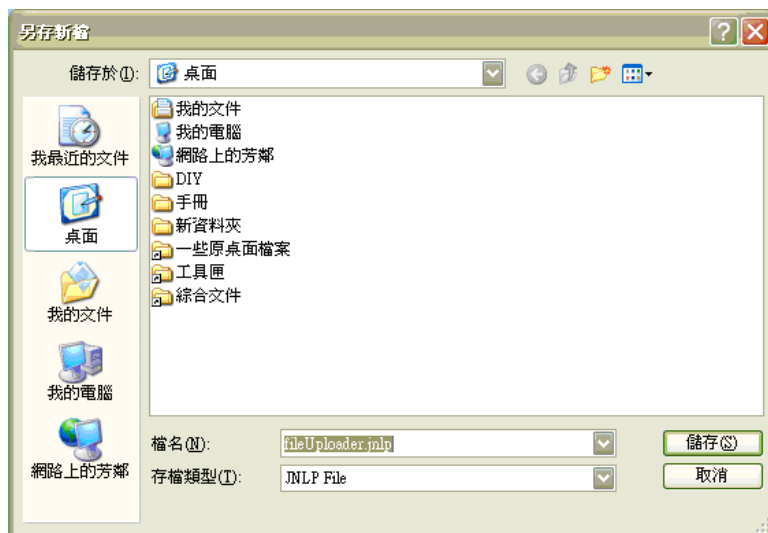 另存新檔
儲存於(I):
桌面
我最近的文件
桌面
我的文件
我的電腦
網路上的芳鄰
我的文件
我的電腦
網路上的芳鄰
DIY
手冊
新資料夾
一些原桌面檔案
工具匣
綜合文件
檔名(N):
fileUploader.jnlp
儲存(S)
存檔類型(T):
JNLP File
取消